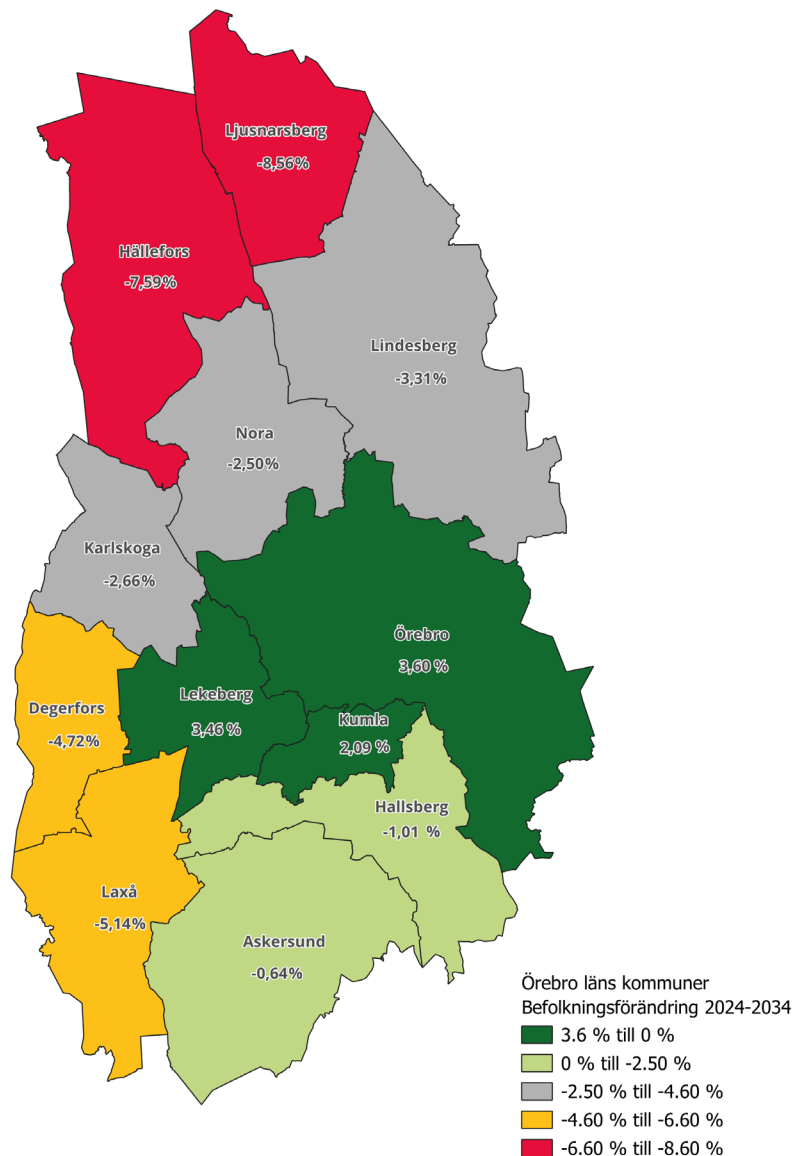 Ljusnarsberg
-8,56%
Hällefors
-7,59%
Lindesberg
-3,31%
Nora
-2,50%
Karlskoga
-2,66%
Örebro
3,60 %
Lekeberg
3,46 %
Degerfors
-4,72%
Kumla
2,09 %
Hallsberg
-1,01 %
Laxå
-5,14%
Askersund
-0,64%
Örebro läns kommuner
Befolkningsförändring 2024-2034
3.6 % till 0 %
0 % till -2.50 %
-2.50 % till -4.60 %
-4.60 % till -6.60 %
-6.60 % till -8.60 %